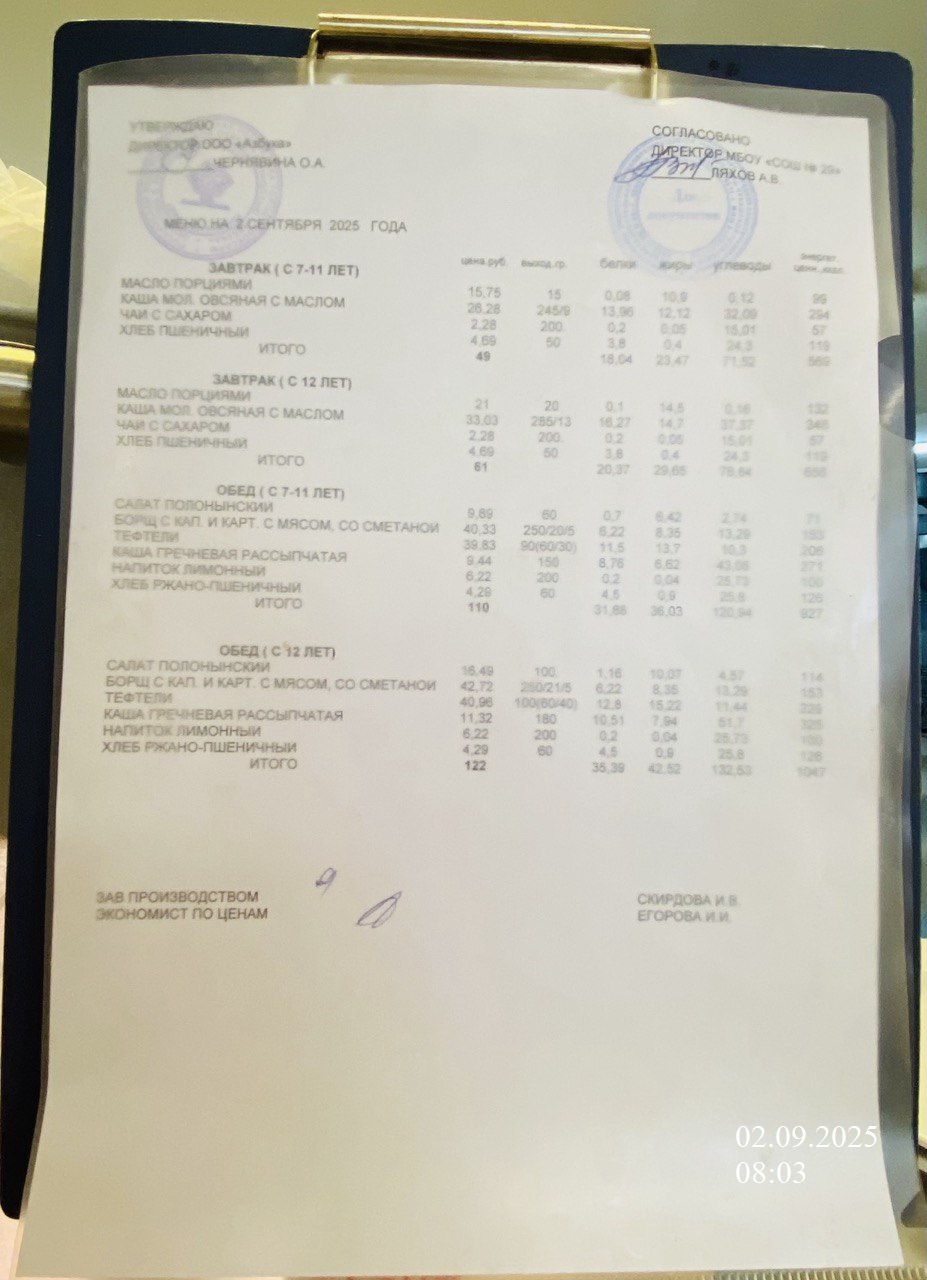 УТВЕРЖДАЮ
ДИРЕКТОР ООО «Азбука»
ЧЕРНЯВИНА О.А.
СОГЛАСОВАНО
ДИРЕКТОР МБОУ «СОШ № 29»
ЛЯХОВ А.В.
МЕНЮ НА 2 СЕНТЯБРЯ 2025 ГОДА
ЗАВТРАК ( С 7-11 ЛЕТ) цена,руб. выход,гр. белки жиры углеводы энергет. ценн.,ккал.
МАСЛО ПОРЦИЯМИ 15,75 15 0,08 10,9 0,12 99
КАША МОЛ. ОВСЯНАЯ С МАСЛОМ 26,28 245/9 13,96 12,12 32,09 294
ЧАЙ С САХАРОМ 2,28 200 0,2 0,05 15,01 57
ХЛЕБ ПШЕНИЧНЫЙ 4,69 50 3,8 0,4 24,3 119
ИТОГО 49 18,04 23,47 71,52 569
ЗАВТРАК ( С 12 ЛЕТ)
МАСЛО ПОРЦИЯМИ 21 20 0,1 14,5 0,16 132
КАША МОЛ. ОВСЯНАЯ С МАСЛОМ 33,03 285/13 16,27 14,7 37,37 348
ЧАЙ С САХАРОМ 2,28 200 0,2 0,05 15,01 57
ХЛЕБ ПШЕНИЧНЫЙ 4,69 50 3,8 0,4 24,3 119
ИТОГО 61 20,37 29,65 76,84
ОБЕД ( С 7-11 ЛЕТ)
САЛАТ ПОЛОНЫНСКИЙ 9,89 60 0,7 6,42 2,74 71
БОРЩ С КАП. И КАРТ. С МЯСОМ, СО СМЕТАНОЙ 40,33 250/20/5 6,22 8,35 13,29 153
ТЕФТЕЛИ 39,83 90(60/30) 11,5 13,7 10,3 206
КАША ГРЕЧНЕВАЯ РАССЫПЧАТАЯ 9,44 150 8,76 6,62 43,08 271
НАПИТОК ЛИМОННЫЙ 6,22 200 0,2 0,04 25,73 100
ХЛЕБ РЖАНО-ПШЕНИЧНЫЙ 4,29 60 4,5 0,9 25,8 126
ИТОГО 110 31,88 36,03 120,94 927
ОБЕД ( С 12 ЛЕТ)
САЛАТ ПОЛОНЫНСКИЙ 16,49 100 1,16 10,07 4,57 114
БОРЩ С КАП. И КАРТ. С МЯСОМ, СО СМЕТАНОЙ 42,72 250/21/5 6,22 8,35 13,29 153
ТЕФТЕЛИ 40,96 100(60/40) 12,8 15,22 11,44
КАША ГРЕЧНЕВАЯ РАССЫПЧАТАЯ 11,32 180 10,51 7,94 51,7
НАПИТОК ЛИМОННЫЙ 6,22 200 0,2 0,04 25,73 100
ХЛЕБ РЖАНО-ПШЕНИЧНЫЙ 4,29 60 4,5 0,9 25,8 126
ИТОГО 122 35,39 42,52 132,53 1047
ЗАВ ПРОИЗВОДСТВОМ СКИРДОВА И.В.
ЭКОНОМИСТ ПО ЦЕНАМ ЕГОРОВА И.И.
02.09.2025
08:03